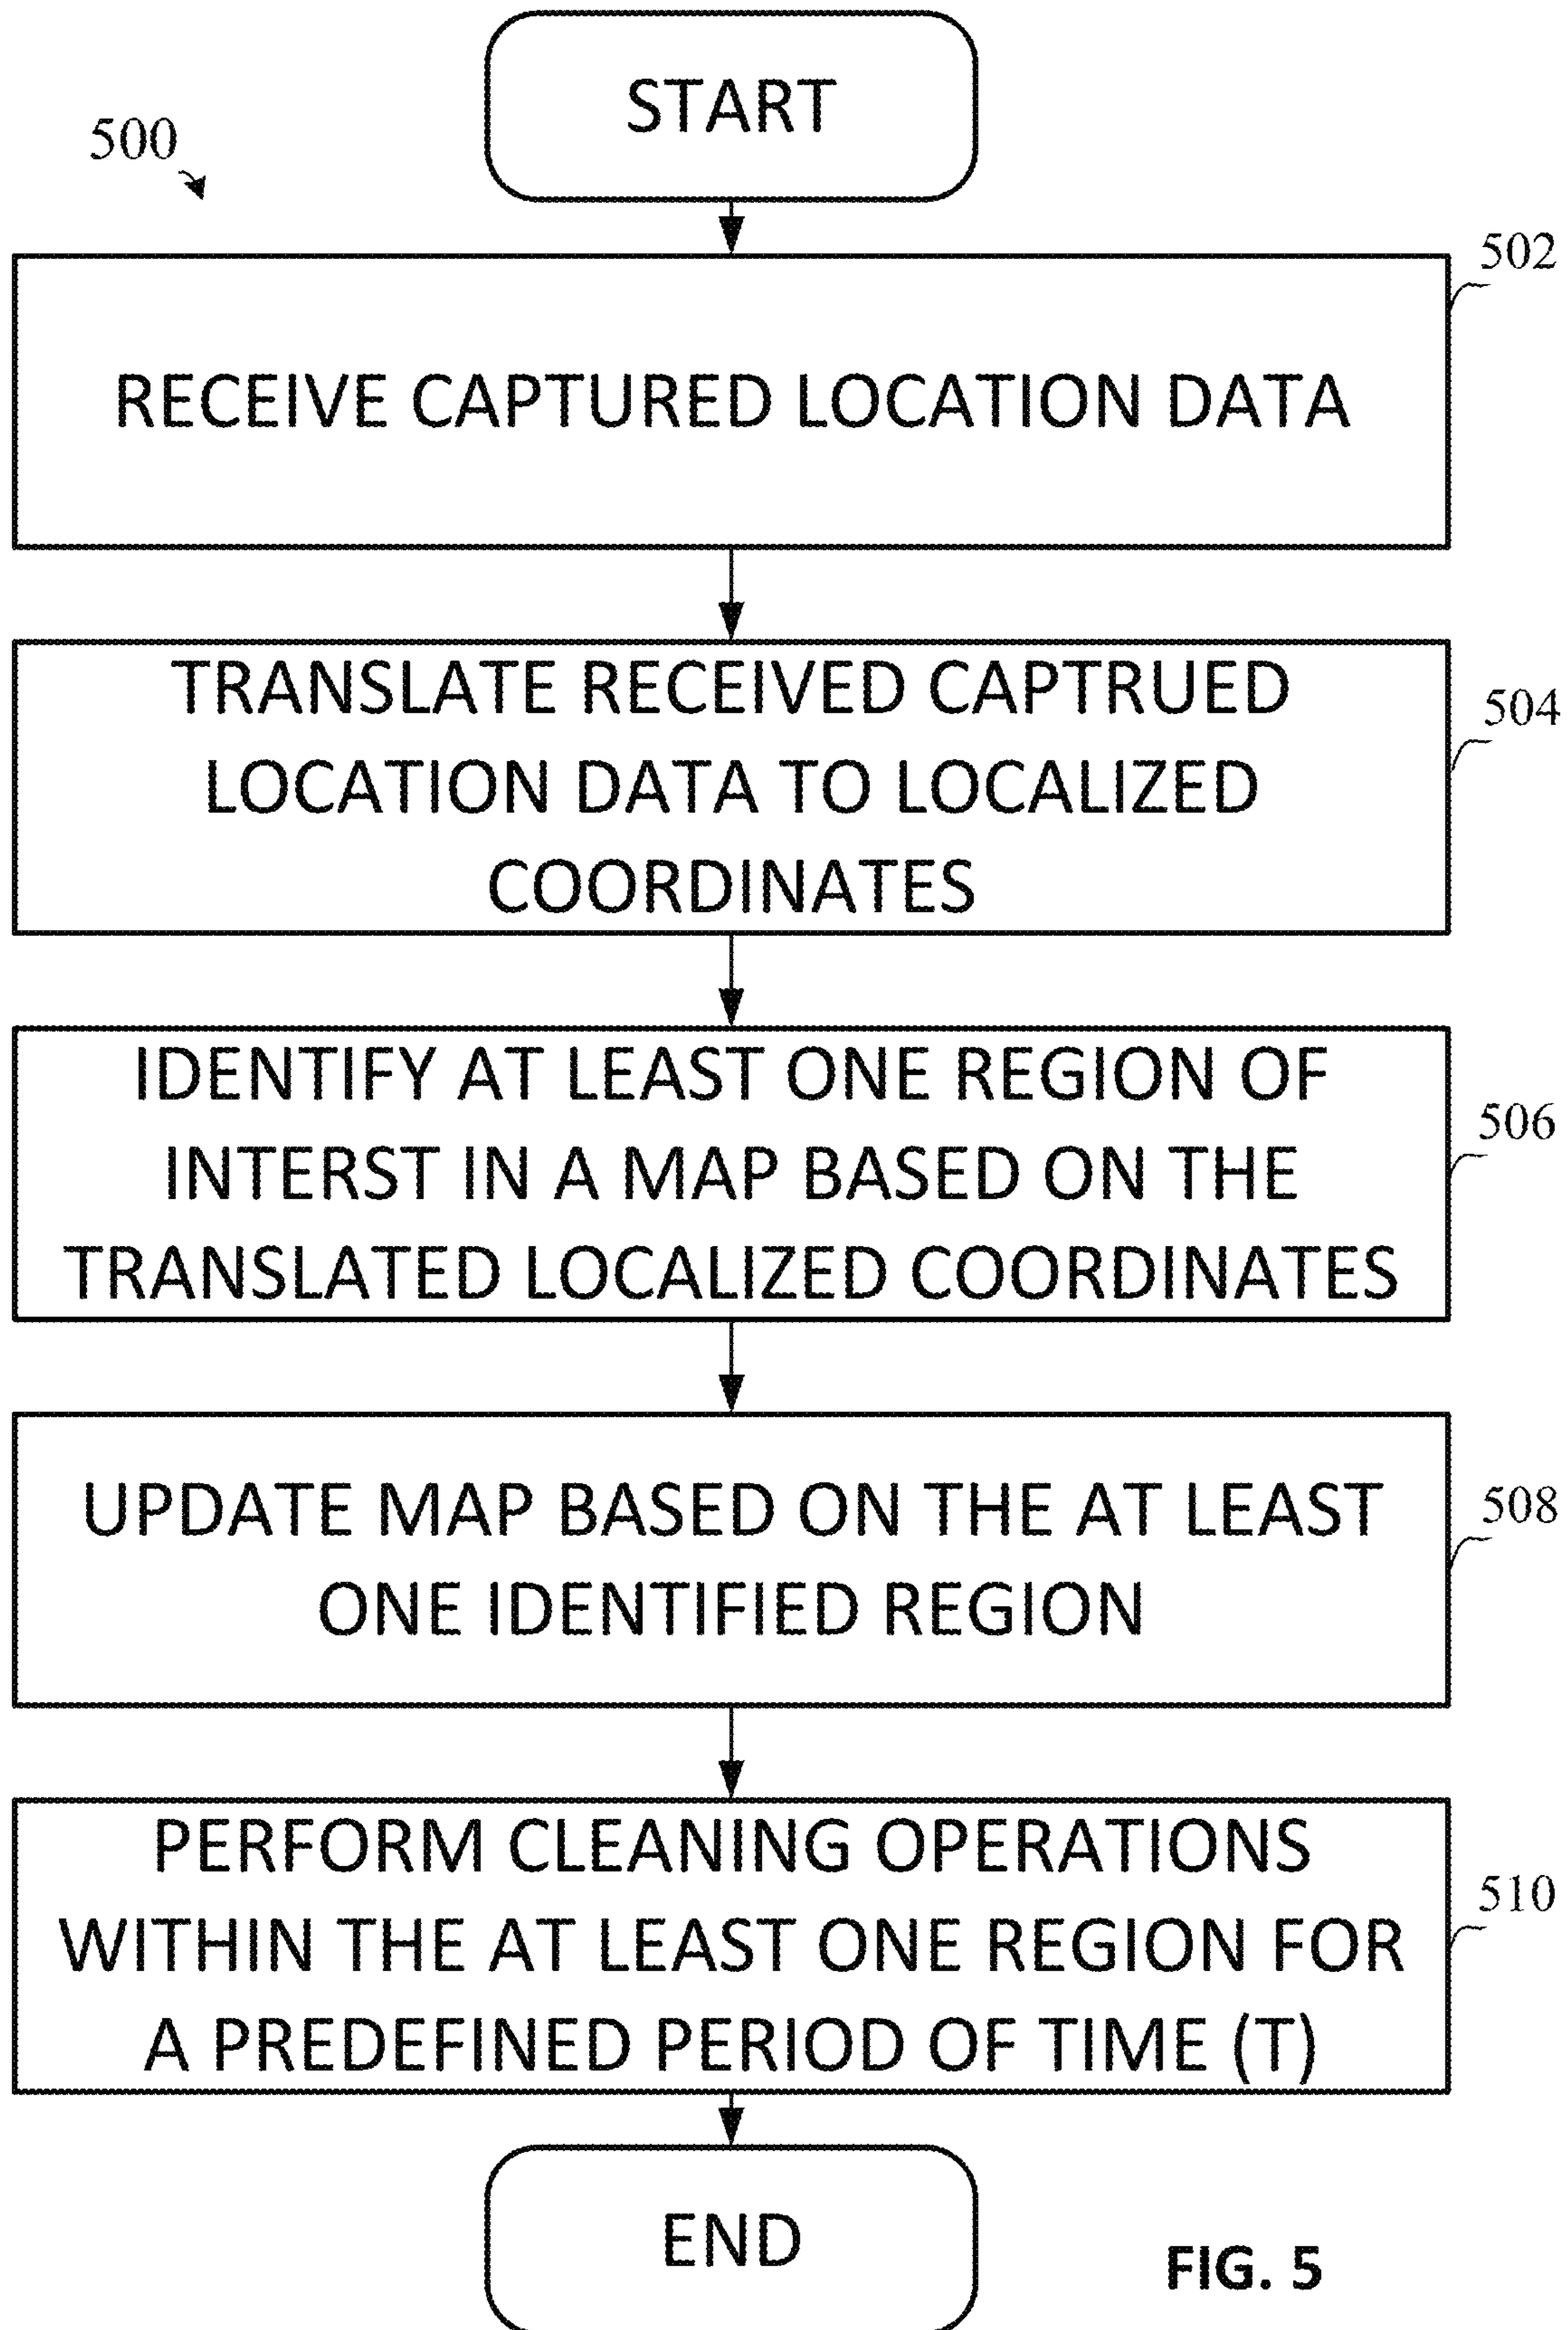 START
500
502
RECEIVE CAPTURED LOCATION DATA
504
TRANSLATE RECEIVED CAPTRUED
LOCATION DATA TO LOCALIZED
COORDINATES
506
IDENTIFY AT LEAST ONE REGION OF
INTERST IN A MAP BASED ON THE
TRANSLATED LOCALIZED COORDINATES
508
UPDATE MAP BASED ON THE AT LEAST
ONE IDENTIFIED REGION
510
PERFORM CLEANING OPERATIONS
WITHIN THE AT LEAST ONE REGION FOR
A PREDEFINED PERIOD OF TIME (T)
END
FIG. 5